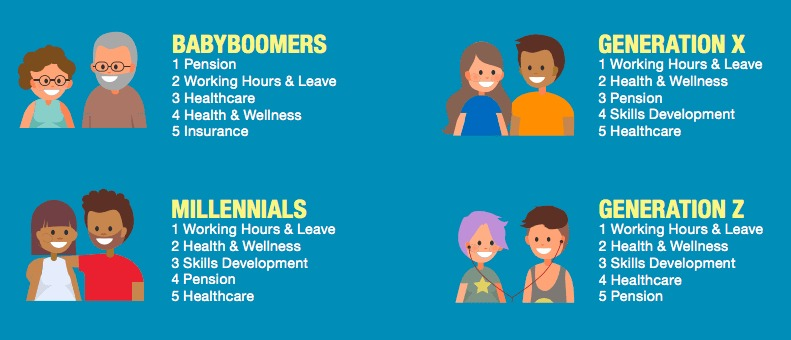 BABYBOOMERS
1 Pension
2 Working Hours & Leave
3 Healthcare
4 Health & Wellness
5 Insurance
GENERATION X
1 Working Hours & Leave
2 Health & Wellness
3 Pension
4 Skills Development
5 Healthcare
MILLENNIALS
1 Working Hours & Leave
2 Health & Wellness
3 Skills Development
4 Pension
5 Healthcare
GENERATION Z
1 Working Hours & Leave
2 Health & Wellness
3 Skills Development
4 Healthcare
5 Pension